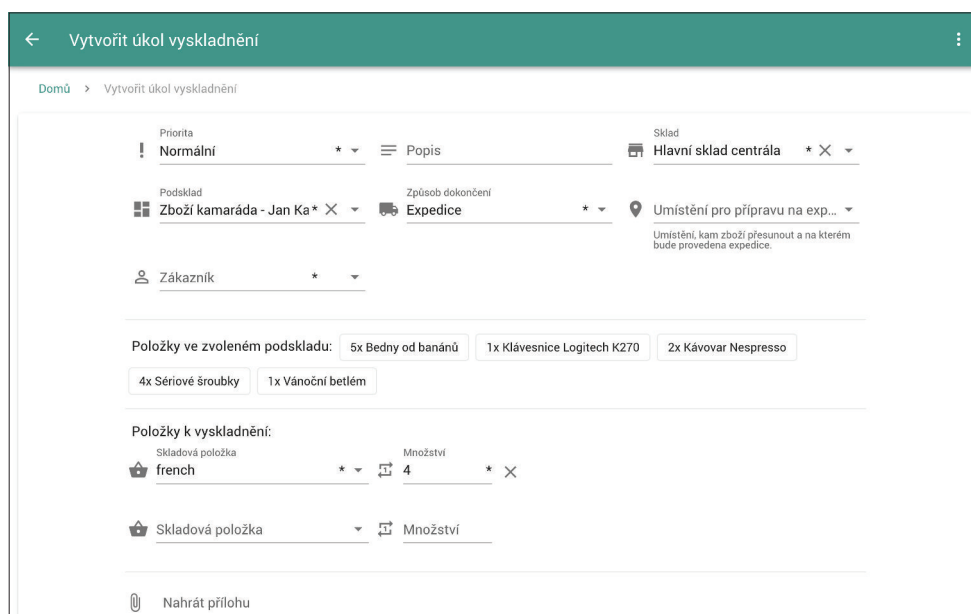 Vytvořit úkol vyskladnění
Domů > Vytvořit úkol vyskladnění
Priorita
Normální *
Popis
Sklad
Hlavní sklad centrála *
Podsklad
Zboží kamaráda - Jan Ka *
Způsob dokončení
Expedice *
Umístění pro přípravu na exp...
Umístění, kam zboží přesunout a na kterém
bude provedena expedice.
Zákazník *
Položky ve zvoleném podskladu: 5x Bedny od banánů 1x Klávesnice Logitech K270 2x Kávovar Nespresso
4x Sériové šroubky 1x Vánoční betlém
Položky k vyskladnění:
Skladová položka
french *
Množství
4 *
Skladová položka
Množství
Nahrát přílohu